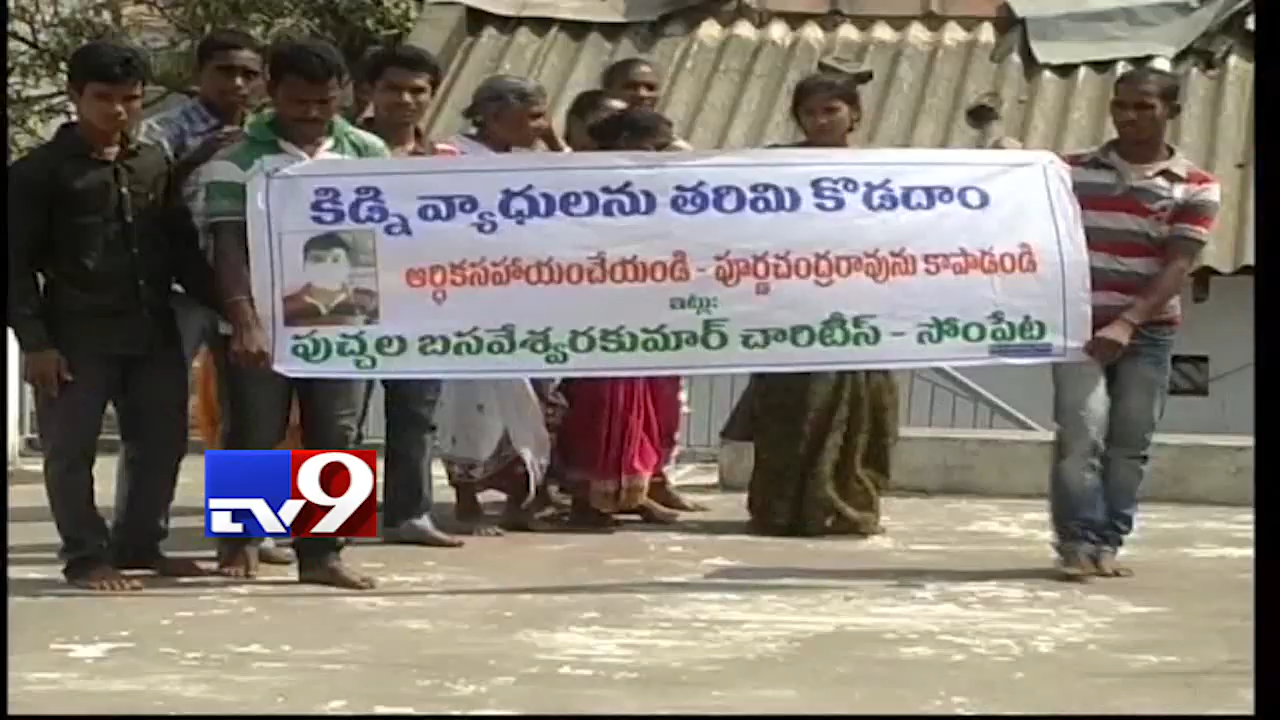 కిడ్ని వ్యాధులను తరిమి కొడదాం
ఆర్ధికసహాయంచేయండి - పూర్ణచంద్రరావును కాపాడండి
ఇట్లు:
పుచ్చల బసవేశ్వరకుమార్ చారిటీస్ - సోంపేట
TV9